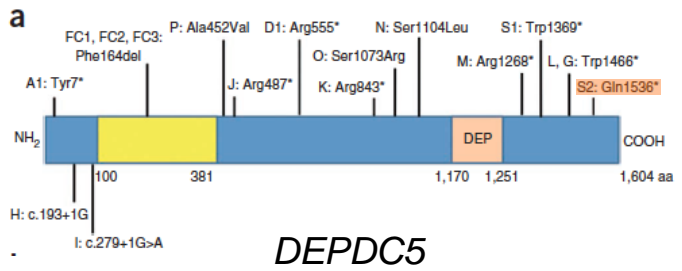 a
P: Ala452Val
D1: Arg555*
N: Ser1104Leu
S1: Trp1369*
FC1, FC2, FC3:
Phe164del
O: Ser1073Arg
M: Arg1268*
L, G: Trp1466*
A1: Tyr7*
J: Arg487*
K: Arg843*
S2: Gln1536*
NH2
DEP
COOH
100
381
1,170
1,251
1,604 aa
H: c.193+1G
I: c.279+1G>A
DEPDC5